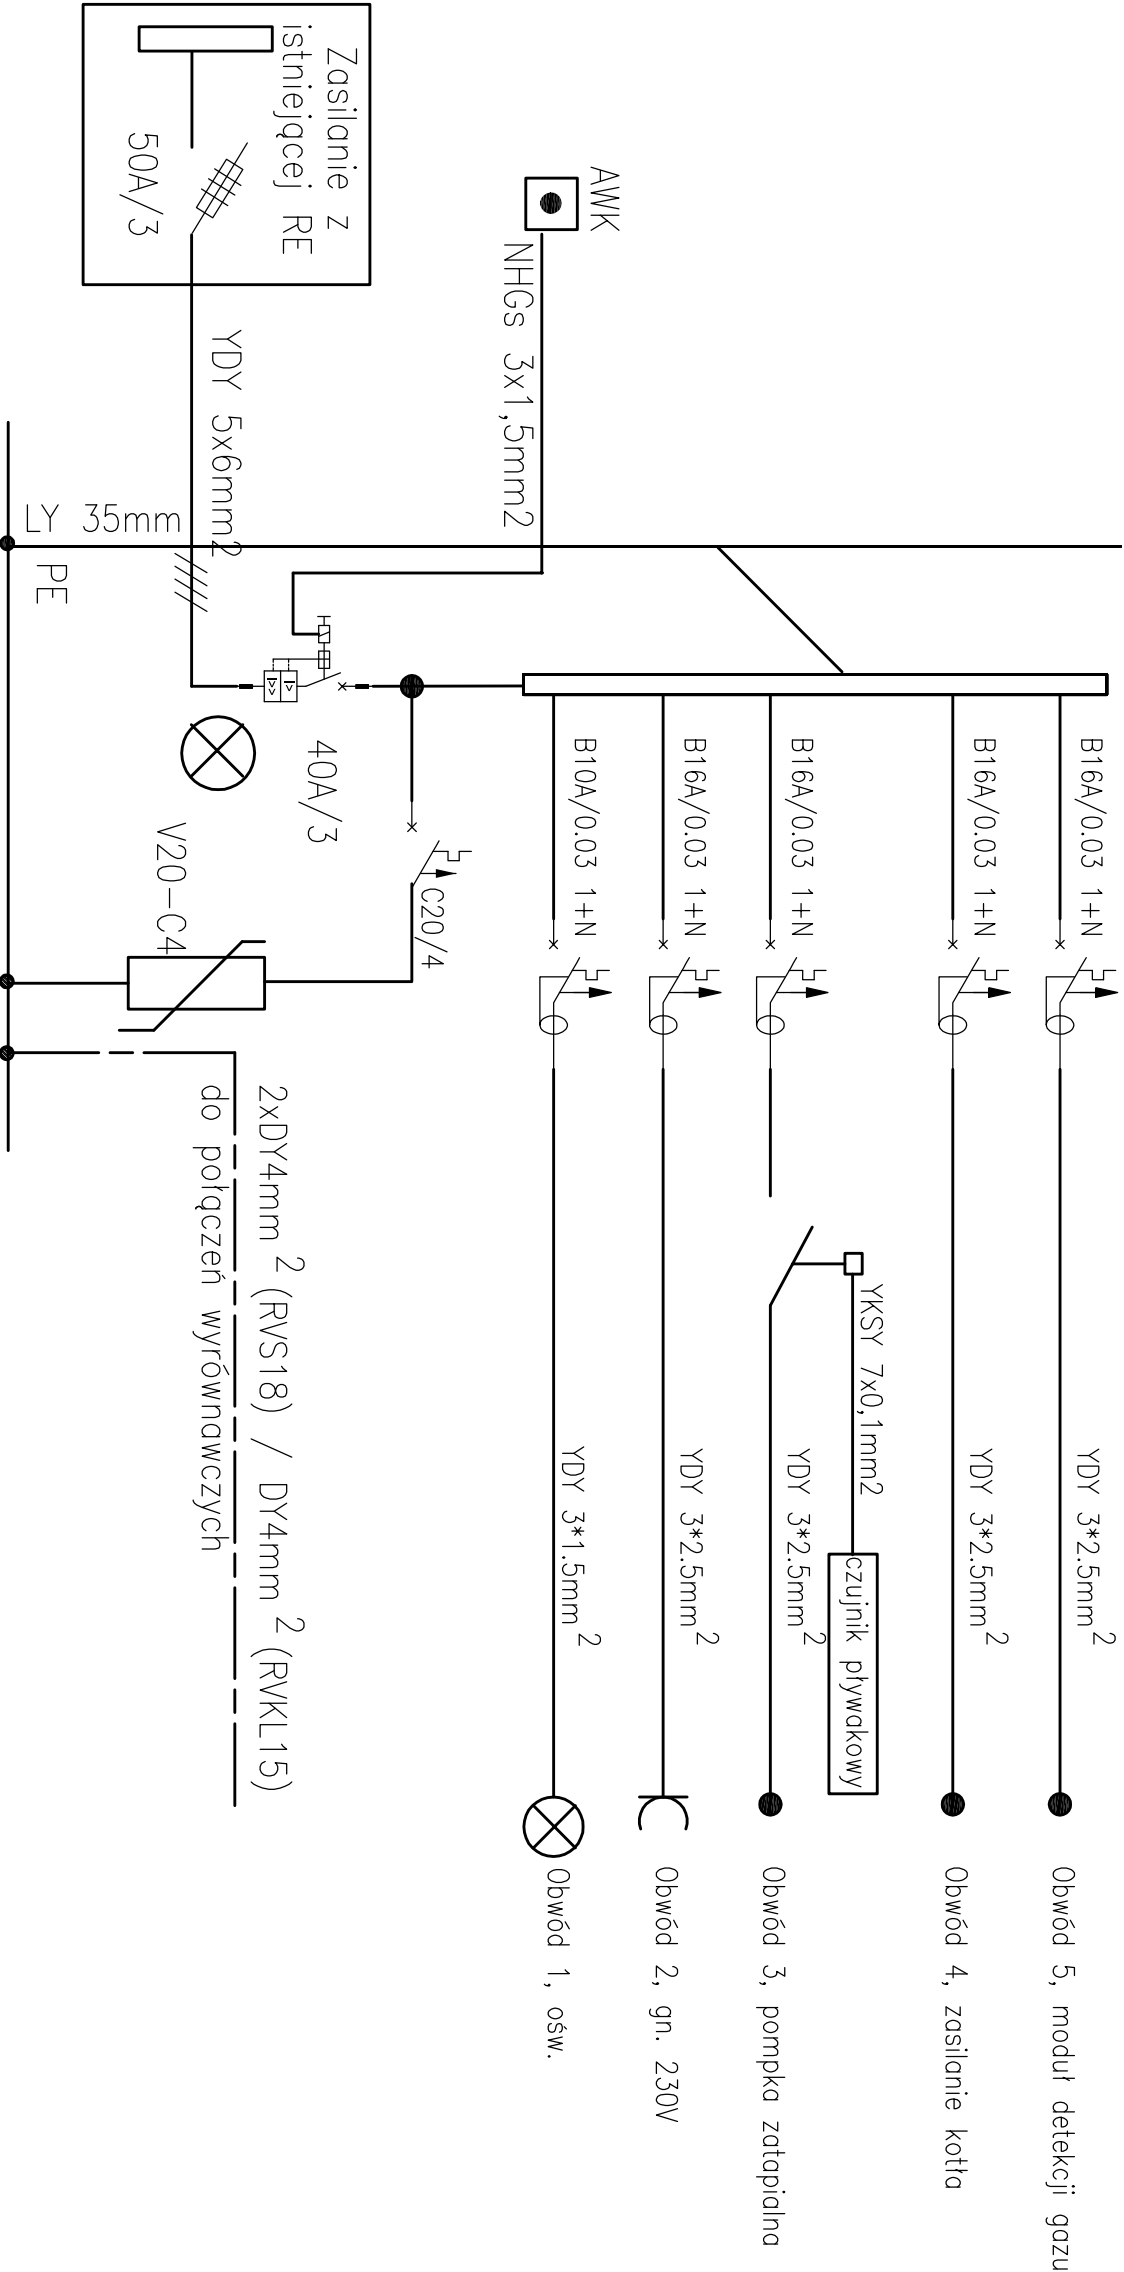 Zasilanie z
istniejącej RE
50A/3
AWK
NHGs 3x1,5mm2
YDY 5x6mm2
LY 35mm
PE
40A/3
I>>
I>
V20-C4
C20/4
2xDY4mm 2 (RVS18) / DY4mm 2 (RVKL15)
do połączeń wyrównawczych
B16A/0.03 1+N
YDY 3*2.5mm 2
Obwód 5, moduł detekcji gazu
B16A/0.03 1+N
YDY 3*2.5mm 2
Obwód 4, zasilanie kotła
YKSY 7x0,1mm2
czujnik pływakowy
B16A/0.03 1+N
YDY 3*2.5mm 2
Obwód 3, pompka zatapialna
B16A/0.03 1+N
YDY 3*2.5mm 2
Obwód 2, gn. 230V
B10A/0.03 1+N
YDY 3*1.5mm 2
Obwód 1, ośw.